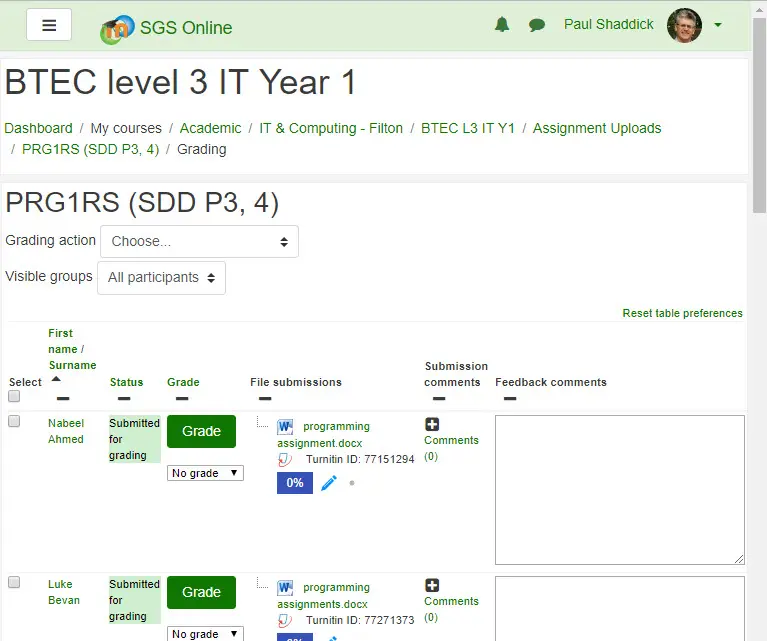 SGS Online
Paul Shaddick
BTEC level 3 IT Year 1
Dashboard / My courses / Academic / IT & Computing - Filton / BTEC L3 IT Y1 / Assignment Uploads
/ PRG1RS (SDD P3, 4) / Grading
PRG1RS (SDD P3, 4)
Grading action Choose...
Visible groups All participants
Reset table preferences
Select
First
name /
Surname
Status
Grade
File submissions
Submission
comments
Feedback comments
Nabeel
Ahmed
Submitted
for
grading
Grade
No grade
programming
assignment.docx
Turnitin ID: 77151294
0%
Comments
(0)
Luke
Bevan
Submitted
for
grading
Grade
No grade
programming
assignments.docx
Turnitin ID: 77271373
Comments
(0)